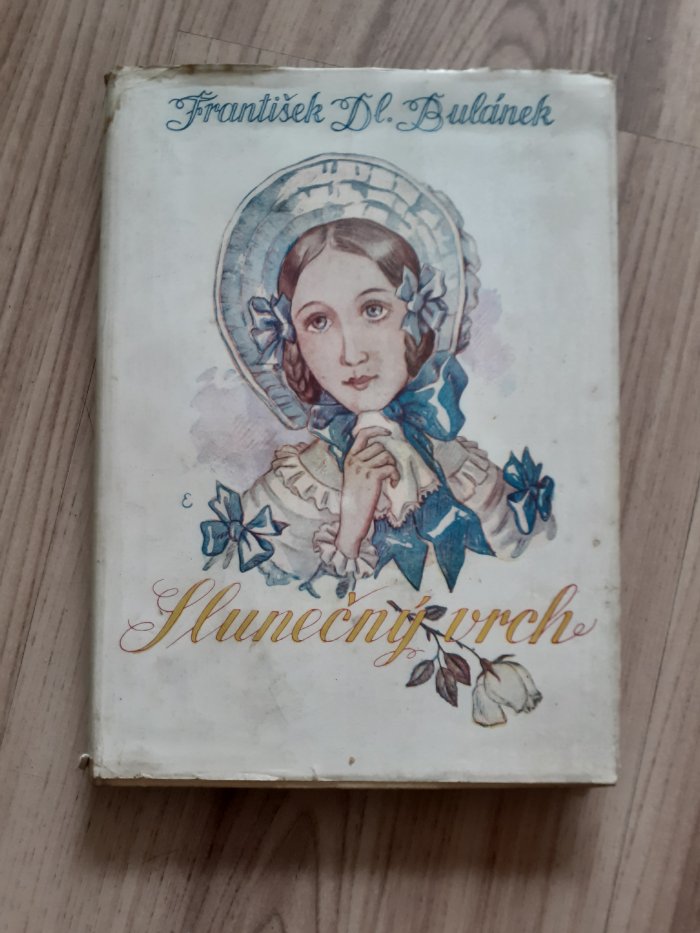 František Dl. Bulánek
ε
Slunečný vrch